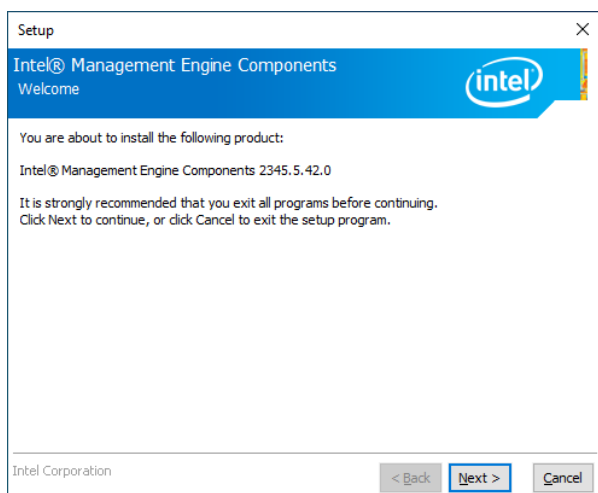 Setup
Intel® Management Engine Components
intel
Welcome
You are about to install the following product:
Intel® Management Engine Components 2345.5.42.0
It is strongly recommended that you exit all programs before continuing.
Click Next to continue, or click Cancel to exit the setup program.
Intel Corporation
< Back
Next >
Cancel